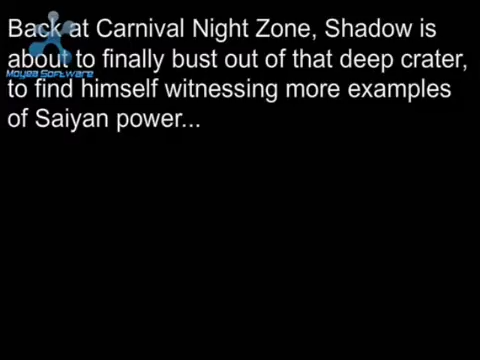 Back at Carnival Night Zone, Shadow is
about to finally bust out of that deep crater,
Moyea Software
to find himself witnessing more examples
of Saiyan power...